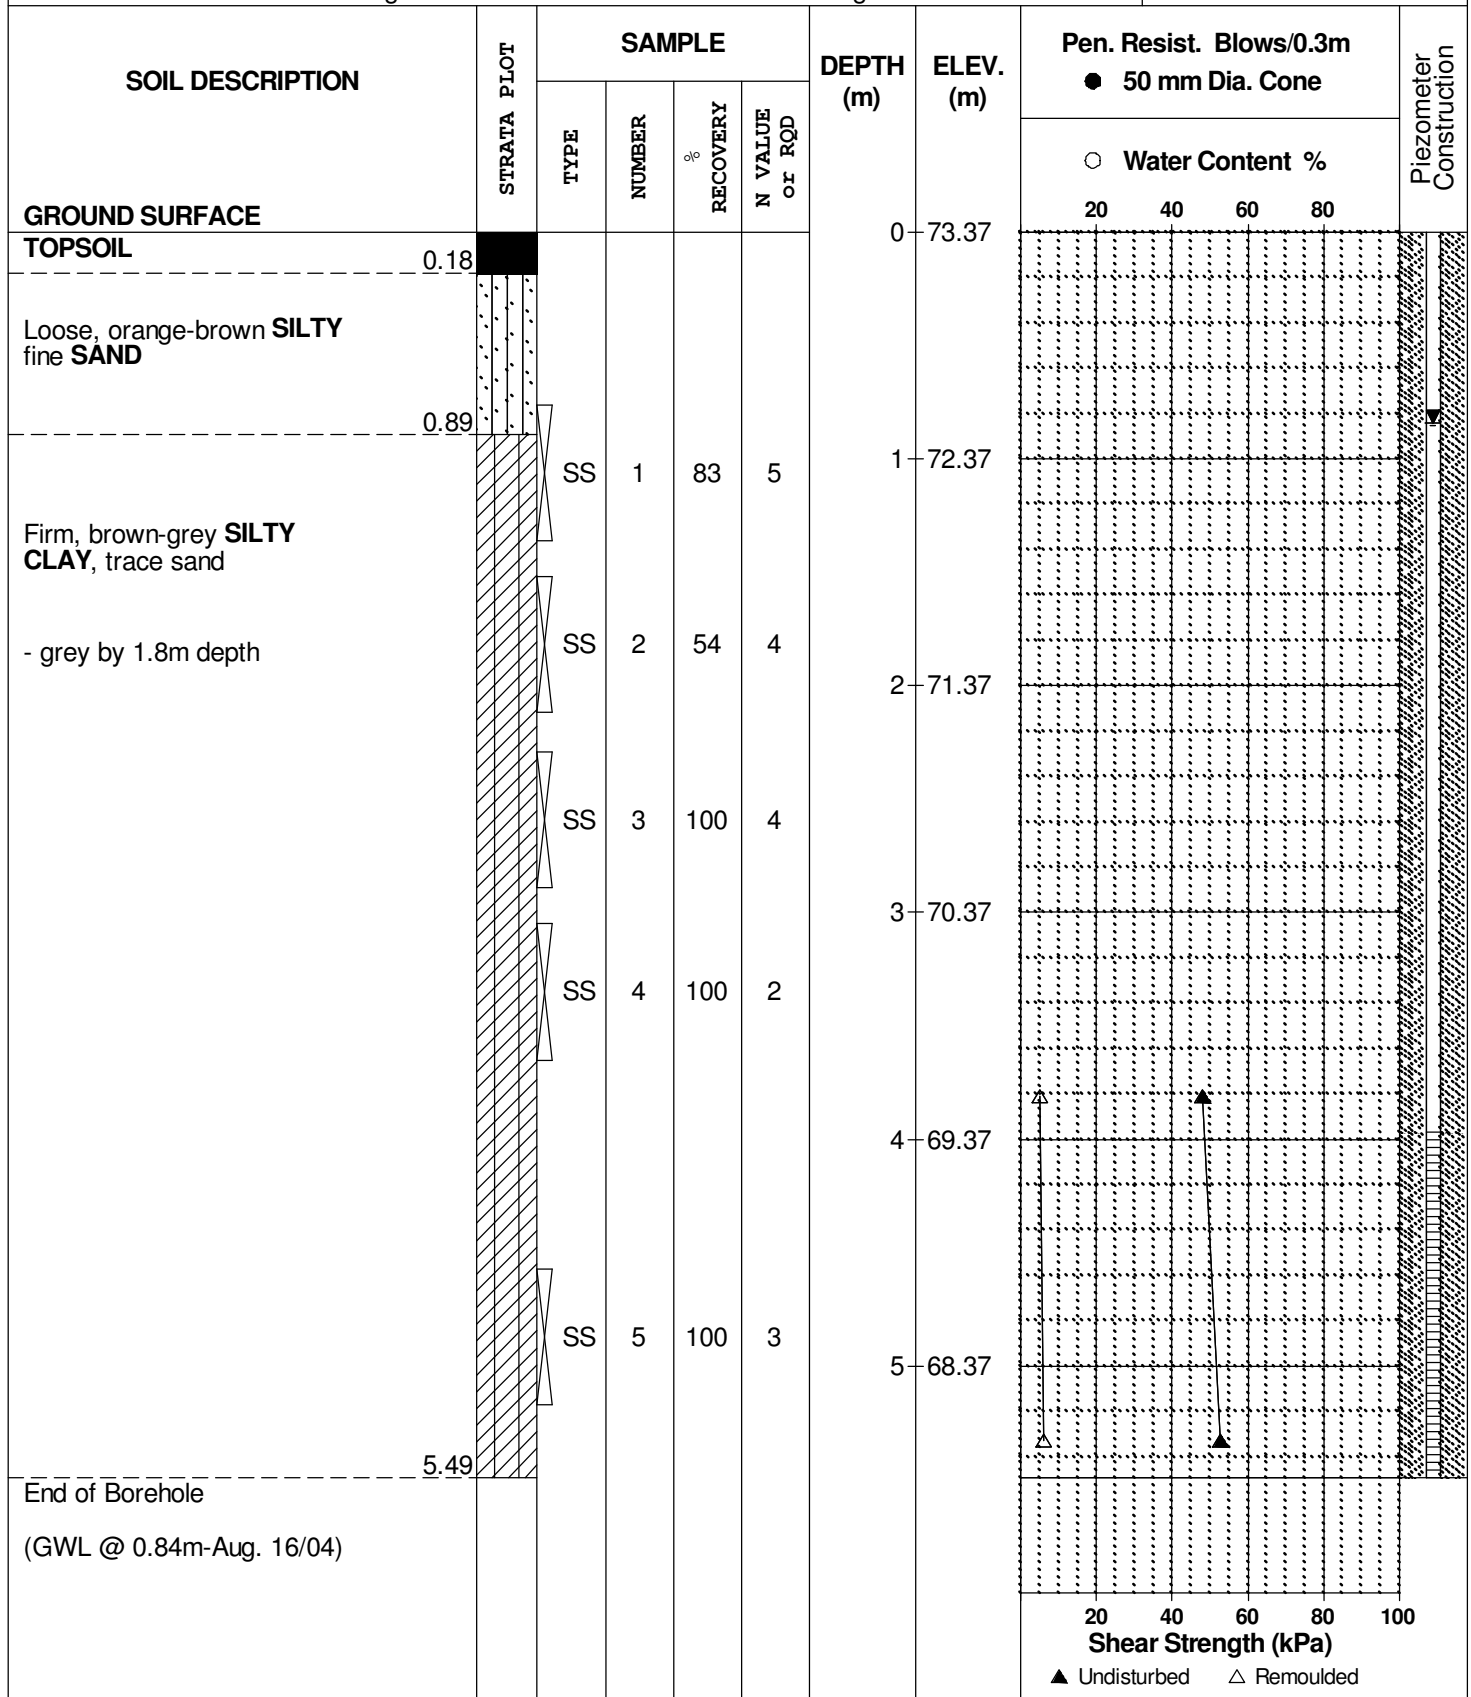 SOIL DESCRIPTION
STRATA PLOT
SAMPLE
TYPE
NUMBER
%
RECOVERY
N VALUE
or RQD
DEPTH
(m)
ELEV.
(m)
Pen. Resist. Blows/0.3m
● 50 mm Dia. Cone
○ Water Content %
20 40 60 80
Piezometer
Construction
GROUND SURFACE
0 73.37
TOPSOIL
0.18
Loose, orange-brown SILTY
fine SAND
0.89
SS 1 83 5
1 72.37
Firm, brown-grey SILTY
CLAY, trace sand
- grey by 1.8m depth
SS 2 54 4
2 71.37
SS 3 100 4
3 70.37
SS 4 100 2
4 69.37
SS 5 100 3
5 68.37
5.49
End of Borehole
(GWL @ 0.84m-Aug. 16/04)
20 40 60 80 100
Shear Strength (kPa)
▲ Undisturbed △ Remoulded